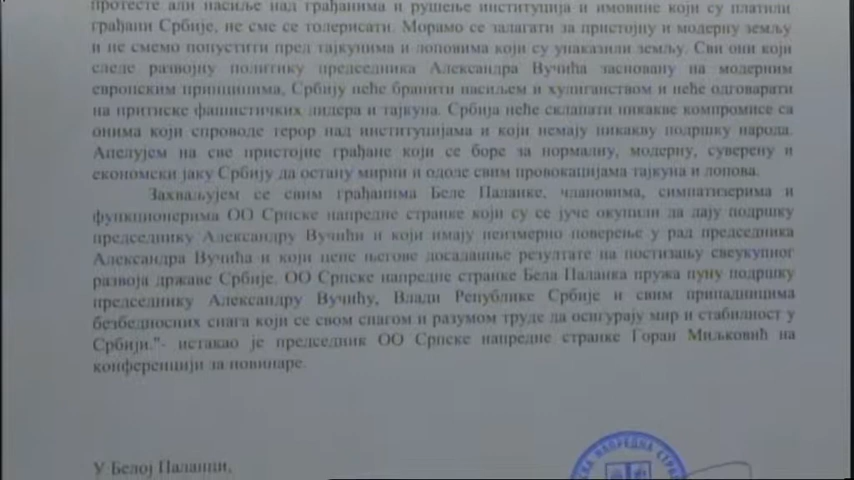 протесте али насиље над грађанима и рушење институција и имовине који су платили
грађани Србије, не сме се толерисати. Морамо се залагати за пристојну и модерну земљу
и не смемо попустити пред тајкунима и лоповима који су унаказили земљу. Сви они који
следе развојну политику председника Александра Вучића засновану на модерним
европским принципима, Србију неће бранити насиљем и хулиганством и неће одговарати
на притиске фашистичких лидера и тајкуна. Србија неће склапати никакве компромисе са
онима који спроводе терор над институцијама и који немају никакву подршку народа.
Апелујем на све пристојне грађане који се боре за нормалну, модерну, суверену и
економски јаку Србију да остану мирни и одоле свим провокацијама тајкуна и лопова.
Захваљујем се свим грађанима Беле Паланке, члановима, симпатизерима и
функционерима ОО Српске напредне странке који су се јуче окупили да дају подршку
председнику Александру Вучићи и који имају неизмерно поверење у рад председника
Александра Вучића и који цене његове досадашње резултате на постизању свеукупног
развоја државе Србије. ОО Српске напредне странке Бела Паланка пружа пуну подршку
председнику Александру Вучићу, Влади Републике Србије и свим припадницима
безбедносних снага који се свом снагом и разумом труде да осигурају мир и стабилност у
Србији."- истакао је председник ОО Српске напредне странке Горан Миљковић на
конференцији за новинаре.
У Белој Паланци,
СКА НАПРЕДНА СТРА